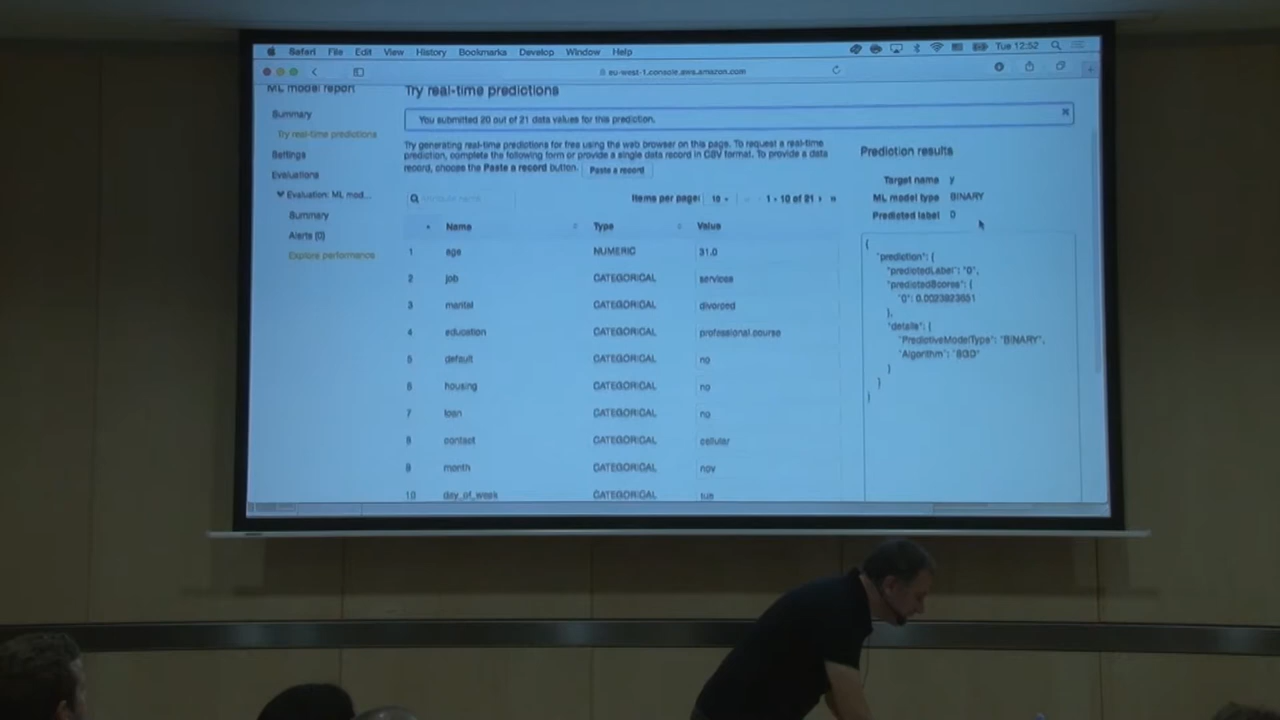 Safari File Edit View History Bookmarks Develop Window Help Tue 12:52
eu-west-1.console.aws.amazon.com
ML model report
Summary
Try real-time predictions
Settings
Evaluations
Evaluation: ML mod...
Summary
Alerts (0)
Explore performance
Try real-time predictions
You submitted 20 out of 21 data values for this prediction.
Try generating real-time predictions for free using the web browser on this page. To request a real-time
prediction, complete the following form or provide a single data record in CSV format. To provide a data
record, choose the Paste a record button. Paste a record
Items per page: 10 1 - 10 of 21
Name Type Value
1 age NUMERIC 31.0
2 job CATEGORICAL services
3 marital CATEGORICAL divorced
4 education CATEGORICAL professional.course
5 default CATEGORICAL no
6 housing CATEGORICAL no
7 loan CATEGORICAL no
8 contact CATEGORICAL cellular
9 month CATEGORICAL nov
10 day_of_week CATEGORICAL tue
Prediction results
Target name y
ML model type BINARY
Predicted label 0
{
"prediction": {
"predictedLabel": "0",
"predictedScores": {
"0": 0.0023923651
},
"details": {
"PredictiveModelType": "BINARY",
"Algorithm": "SGD"
}
}
}